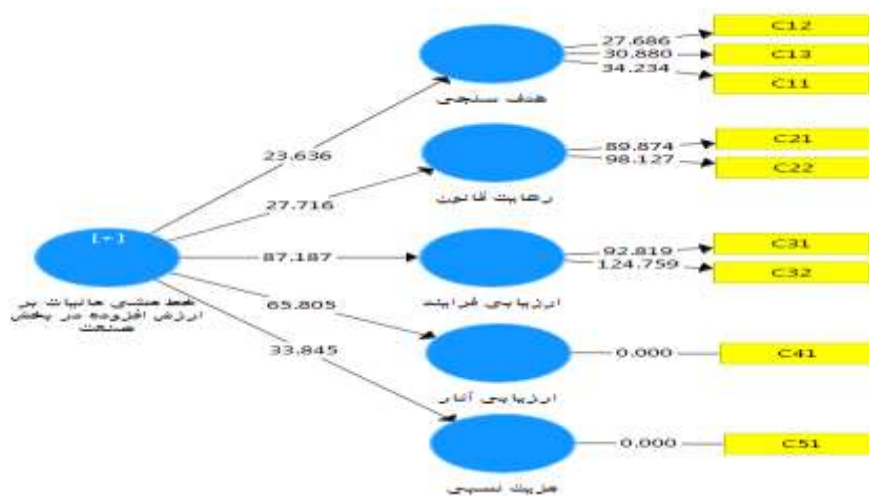 C12
27.686
30.880
C13
34.234
C11
هدف سنجی
23.636
89.874
C21
98.127
C22
رعایت قانون
27.716
[+]
87.187
92.819
C31
124.759
C32
ارزیابی فرایند
خط مشی مالیات بر
ارزش افزوده در بخش
صنعت
65.805
0.000
C41
ارزیابی آثار
33.845
0.000
C51
مزیت نسبی